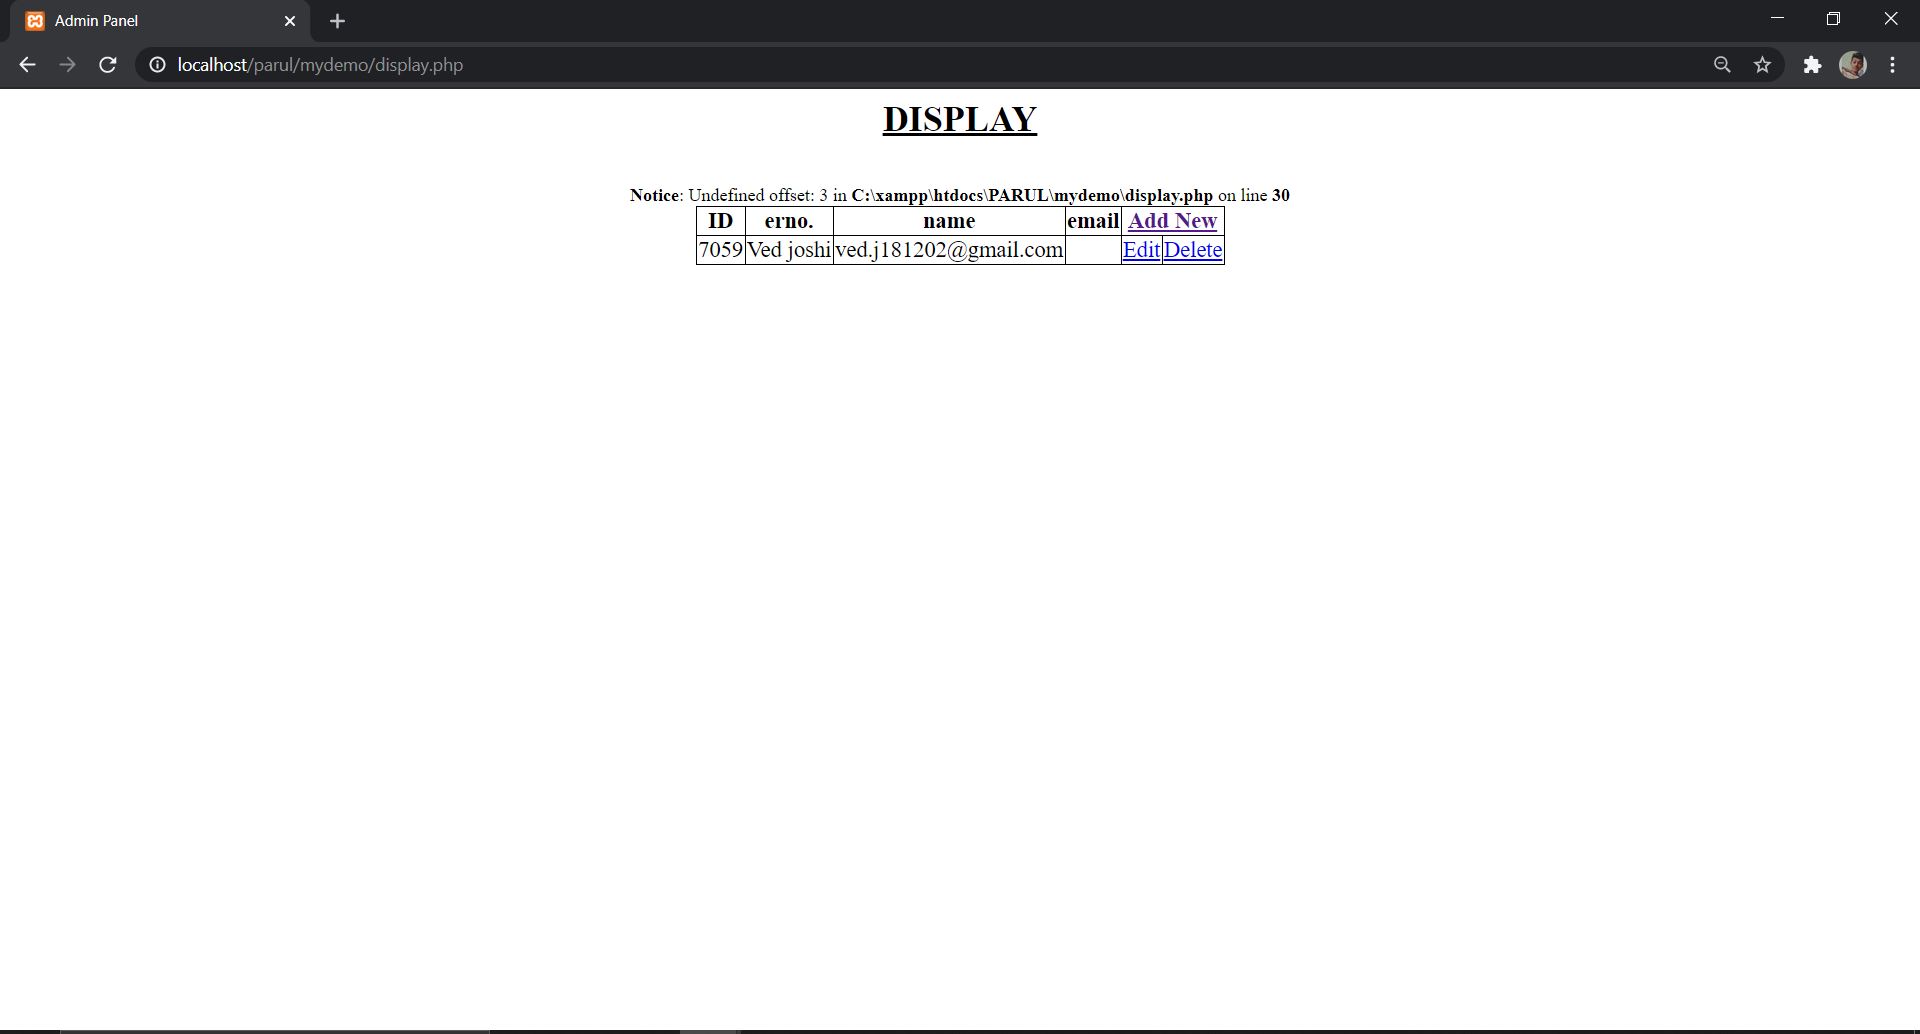 Admin Panel
localhost/parul/mydemo/display.php
DISPLAY
Notice: Undefined offset: 3 in C:\xampp\htdocs\PARUL\mydemo\display.php on line 30
ID erno. name email Add New
7059 Ved joshi ved.j181202@gmail.com Edit Delete